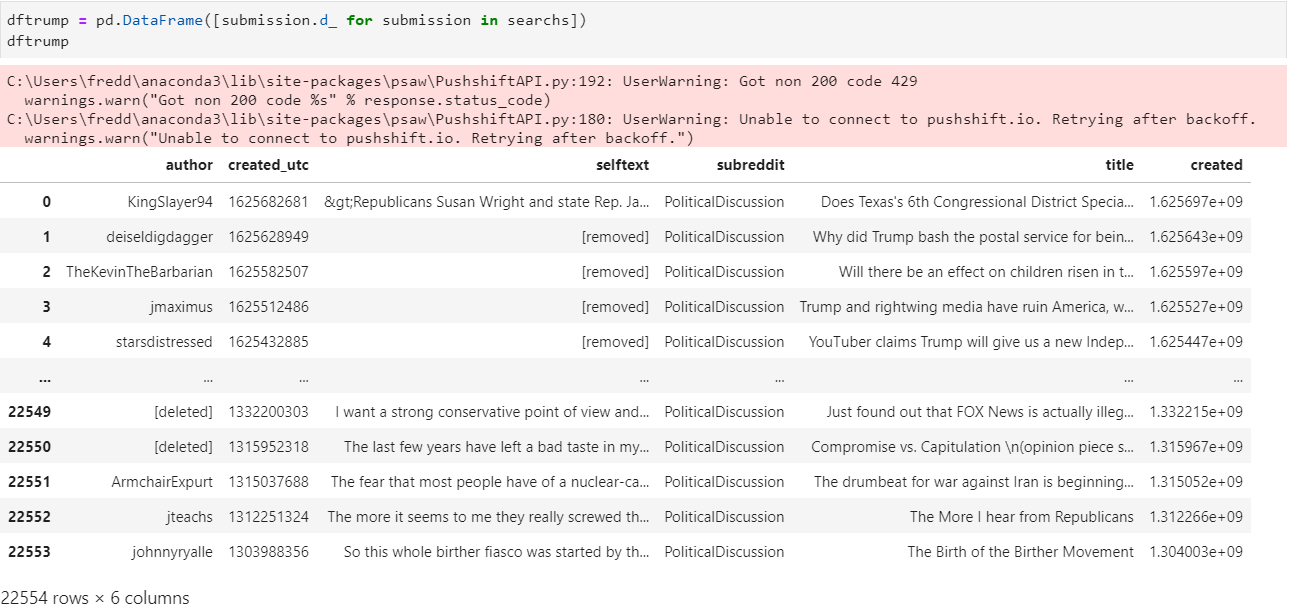 dftrump = pd.DataFrame([submission.d_ for submission in searchs])
dftrump
C:\Users\fredd\anaconda3\lib\site-packages\psaw\PushshiftAPI.py:192: UserWarning: Got non 200 code 429
warnings.warn("Got non 200 code %s" % response.status_code)
C:\Users\fredd\anaconda3\lib\site-packages\psaw\PushshiftAPI.py:180: UserWarning: Unable to connect to pushshift.io. Retrying after backoff.
warnings.warn("Unable to connect to pushshift.io. Retrying after backoff.")
author created_utc selftext subreddit title created
0 KingSlayer94 1625682681 &gt;Republicans Susan Wright and state Rep. Ja... PoliticalDiscussion Does Texas's 6th Congressional District Specia... 1.625697e+09
1 deiseldigdagger 1625628949 [removed] PoliticalDiscussion Why did Trump bash the postal service for bein... 1.625643e+09
2 TheKevinTheBarbarian 1625582507 [removed] PoliticalDiscussion Will there be an effect on children risen in t... 1.625597e+09
3 jmaximus 1625512486 [removed] PoliticalDiscussion Trump and rightwing media have ruin America, w... 1.625527e+09
4 starsdistressed 1625432885 [removed] PoliticalDiscussion YouTuber claims Trump will give us a new Indep... 1.625447e+09
... ... ... ... ... ... ...
22549 [deleted] 1332200303 I want a strong conservative point of view and... PoliticalDiscussion Just found out that FOX News is actually illeg... 1.332215e+09
22550 [deleted] 1315952318 The last few years have left a bad taste in my... PoliticalDiscussion Compromise vs. Capitulation \n(opinion piece s... 1.315967e+09
22551 ArmchairExpurt 1315037688 The fear that most people have of a nuclear-ca... PoliticalDiscussion The drumbeat for war against Iran is beginning... 1.315052e+09
22552 jteachs 1312251324 The more it seems to me they really screwed th... PoliticalDiscussion The More I hear from Republicans 1.312266e+09
22553 johnnyryalle 1303988356 So this whole birther fiasco was started by th... PoliticalDiscussion The Birth of the Birther Movement 1.304003e+09
22554 rows × 6 columns